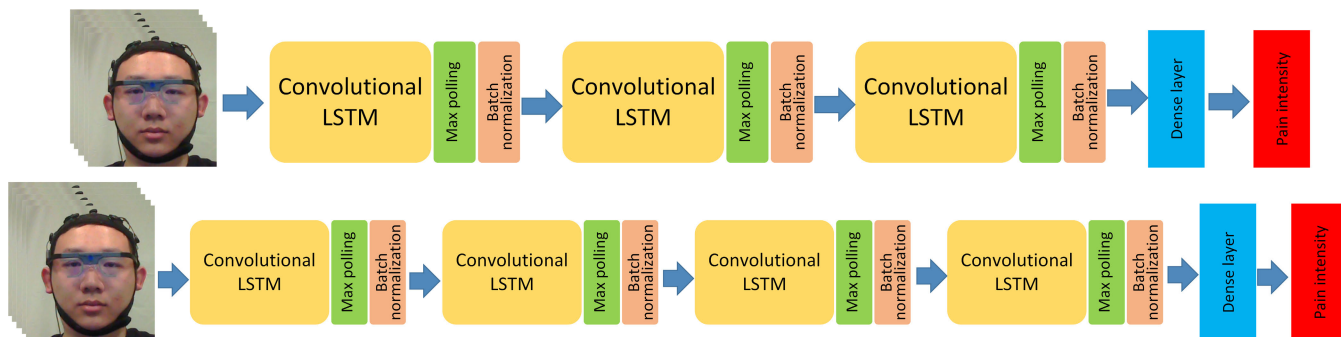 Convolutional
LSTM
Max polling
Batch
normalization
Convolutional
LSTM
Max polling
Batch
normalization
Convolutional
LSTM
Max polling
Batch
normalization
Dense layer
Pain intensity
Convolutional
LSTM
Max polling
Batch
normalization
Convolutional
LSTM
Max polling
Batch
normalization
Convolutional
LSTM
Max polling
Batch
normalization
Convolutional
LSTM
Max polling
Batch
normalization
Dense layer
Pain intensity